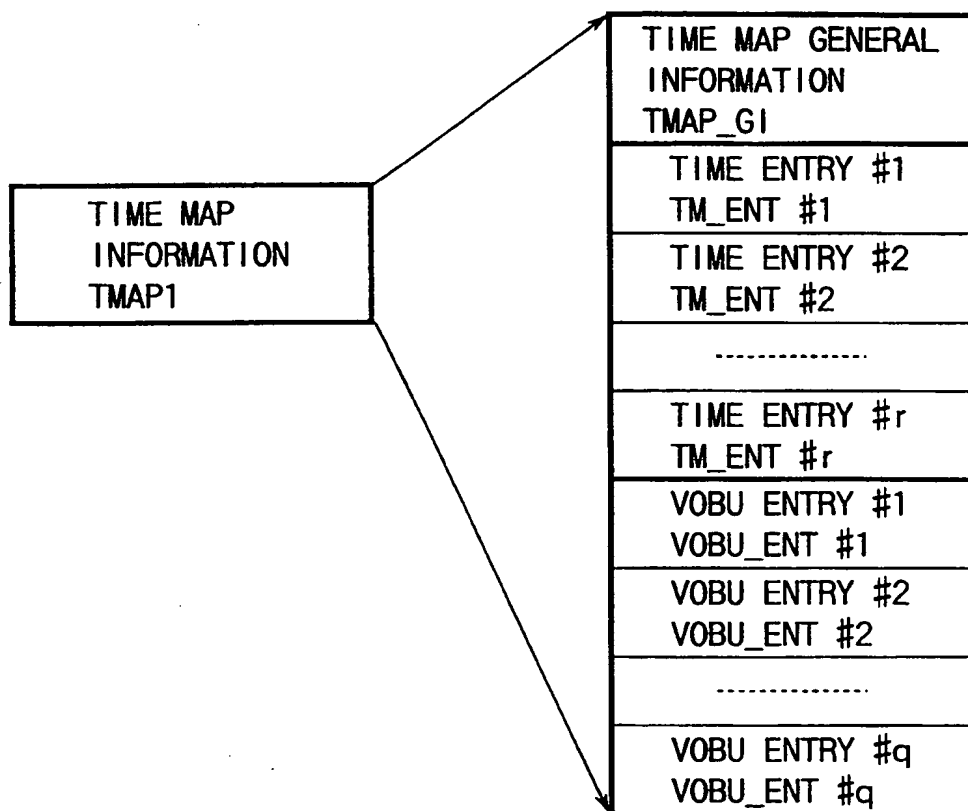 TIME MAP
INFORMATION
TMAP1
TIME MAP GENERAL
INFORMATION
TMAP_GI
TIME ENTRY #1
TM_ENT #1
TIME ENTRY #2
TM_ENT #2
TIME ENTRY #r
TM_ENT #r
VOBU ENTRY #1
VOBU_ENT #1
VOBU ENTRY #2
VOBU_ENT #2
VOBU ENTRY #q
VOBU_ENT #q